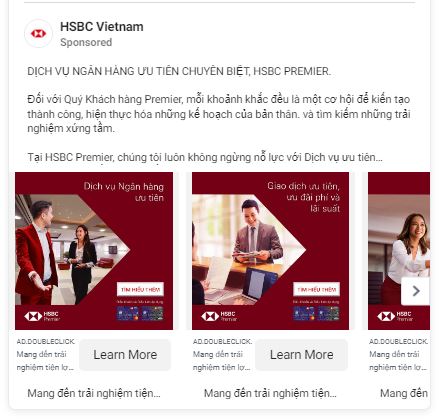 HSBC Vietnam
Sponsored
DỊCH VỤ NGÂN HÀNG ƯU TIÊN CHUYÊN BIỆT, HSBC PREMIER.
Đối với Quý Khách hàng Premier, mỗi khoảnh khắc đều là một cơ hội để kiến tạo
thành công, hiện thực hóa những kế hoạch của bản thân. và tìm kiếm những trải
nghiệm xứng tầm.
Tại HSBC Premier, chúng tôi luôn không ngừng nỗ lực với Dịch vụ ưu tiên...
Dịch vụ Ngân hàng
ưu tiên
TÌM HIỂU THÊM
HSBC
Premier
Giao dịch ưu tiên,
ưu đãi phí và
lãi suất
TÌM HIỂU THÊM
HSBC
Premier
HSBC
Premier
AD.DOUBLECLICK.
Mang đến trải
nghiệm tiện lợ...
Learn More
AD.DOUBLECLICK.
Mang đến trải
nghiệm tiện lợ...
Learn More
AD.DOUBLECLICK.
Mang đến trải
nghiệm tiện lợ...
Mang đến trải nghiệm tiện...
Mang đến trải nghiệm tiện...
Mang đến